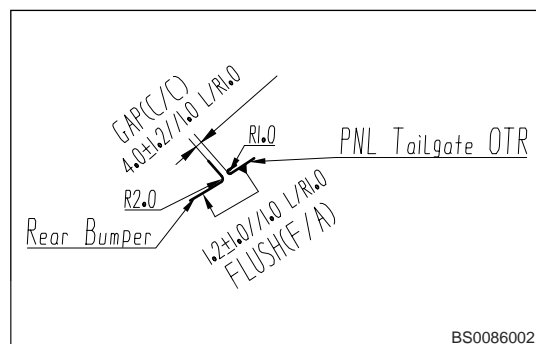 GAP(C/C)
4.0±1.2//1.0 L/R1.0
R1.0
PNL Tailgate OTR
R2.0
Rear Bumper
1.2±1.0//1.0 L/R1.0
FLUSH(F/A)
BS0086002